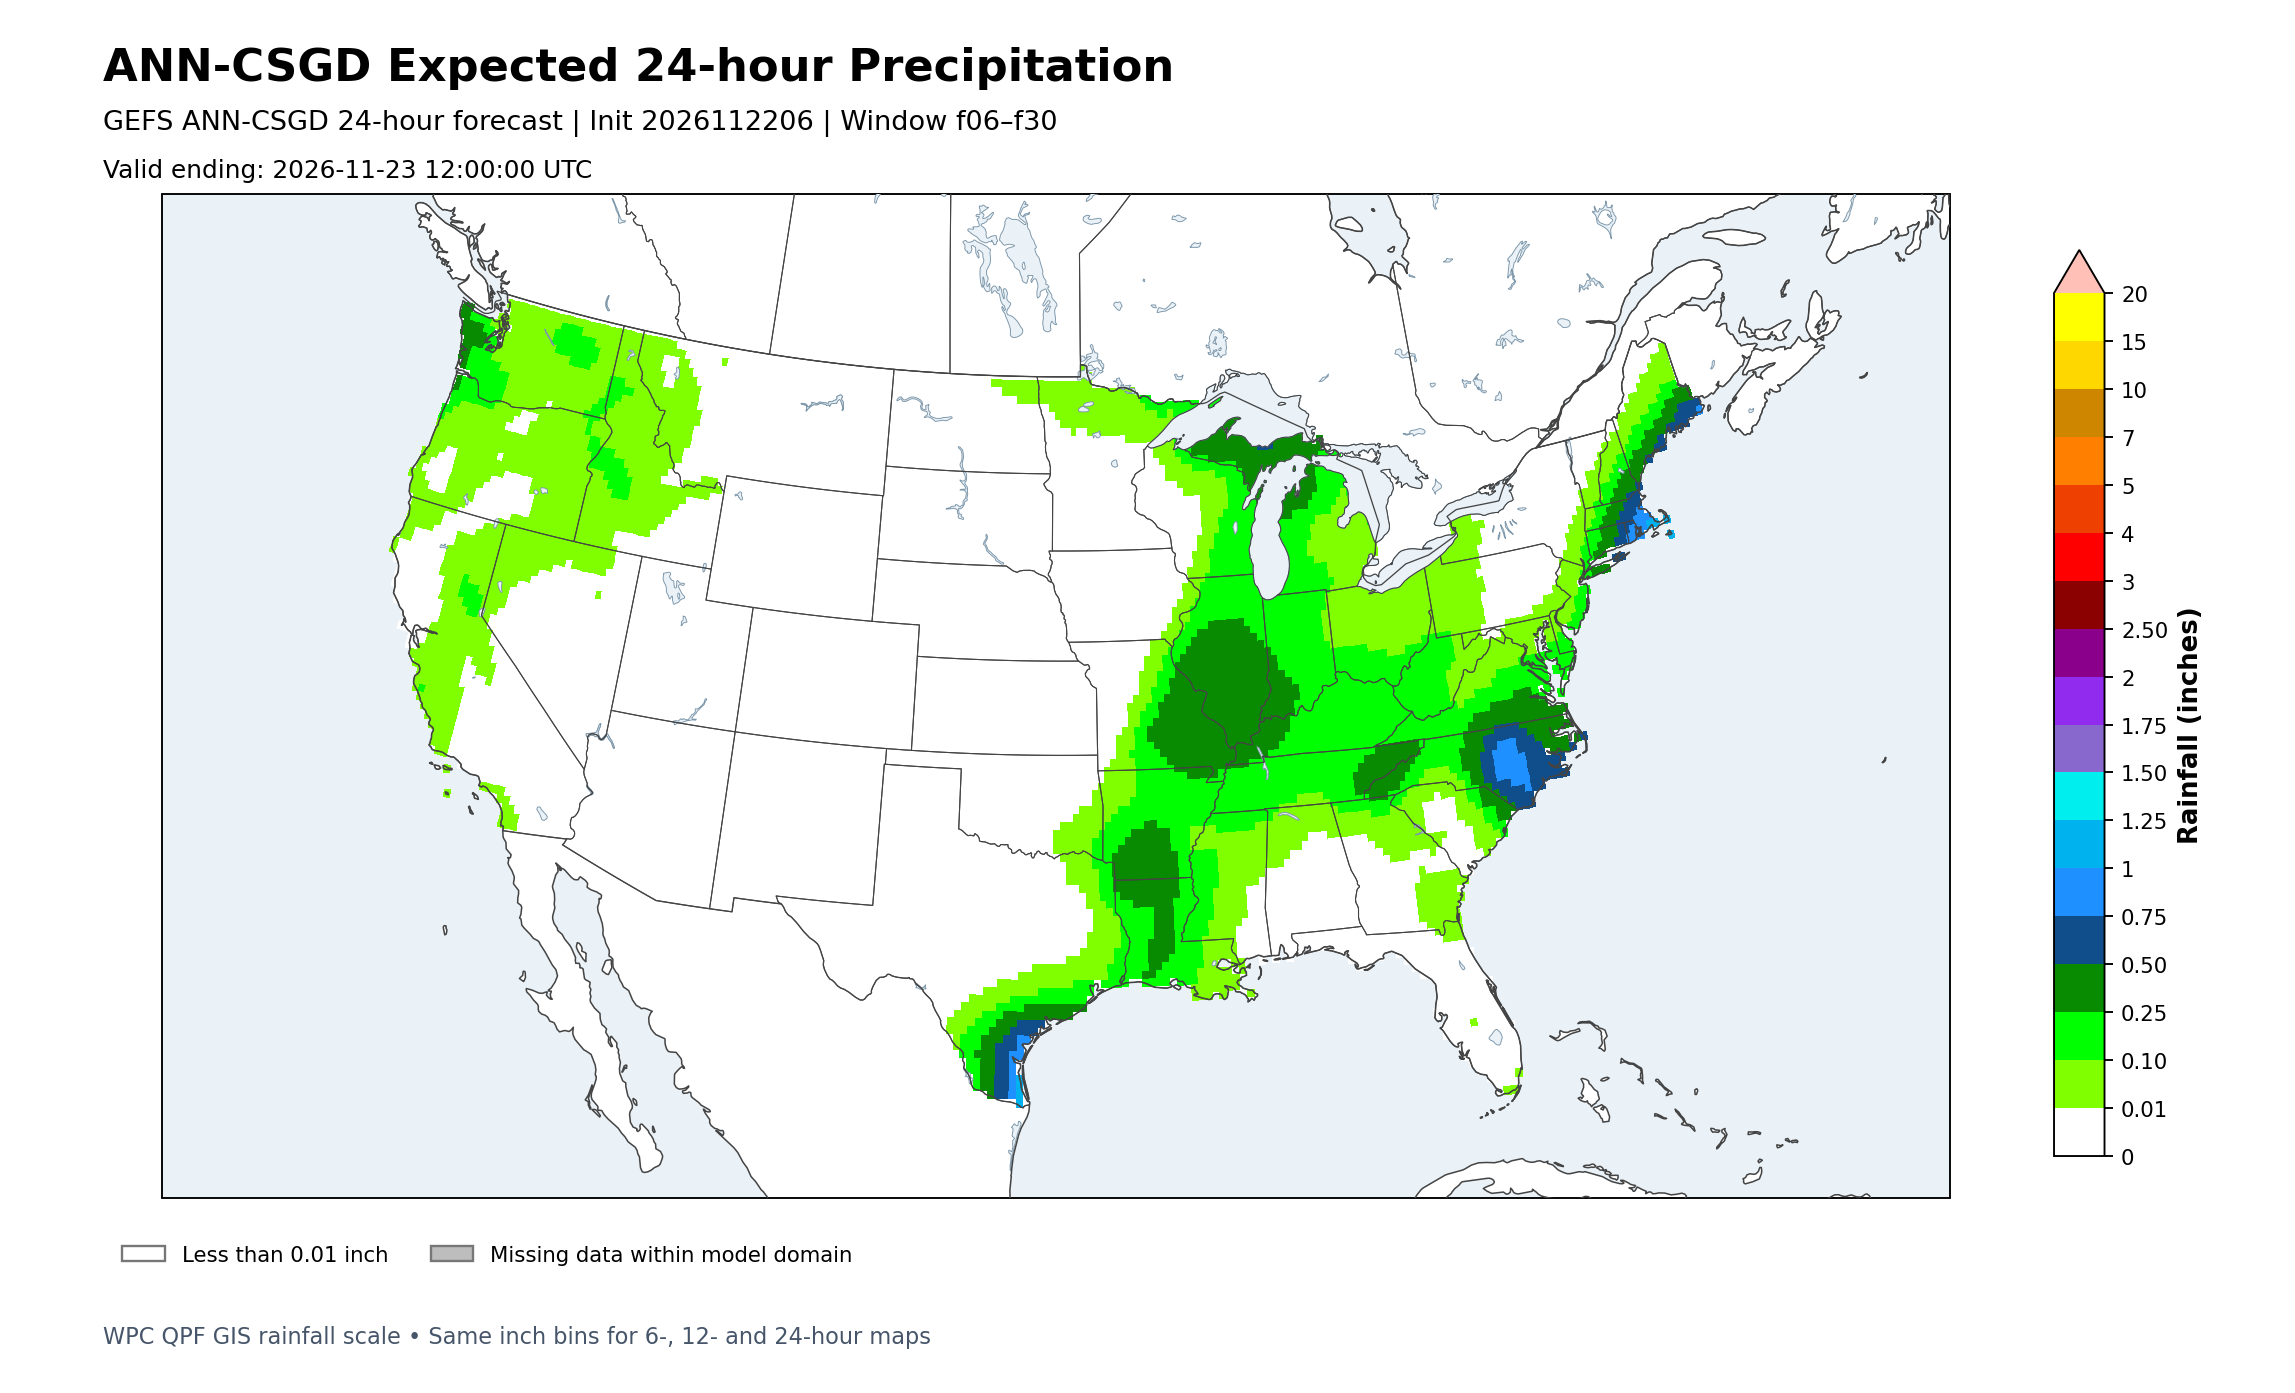 ANN-CSGD Expected 24-hour Precipitation
GEFS ANN-CSGD 24-hour forecast | Init 2026112206 | Window f06–f30
Valid ending: 2026-11-23 12:00:00 UTC
20
15
10
7
5
4
3
2.50
2
1.75
1.50
1.25
1
0.75
0.50
0.25
0.10
0.01
0
Rainfall (inches)
Less than 0.01 inch
Missing data within model domain
WPC QPF GIS rainfall scale • Same inch bins for 6-, 12- and 24-hour maps